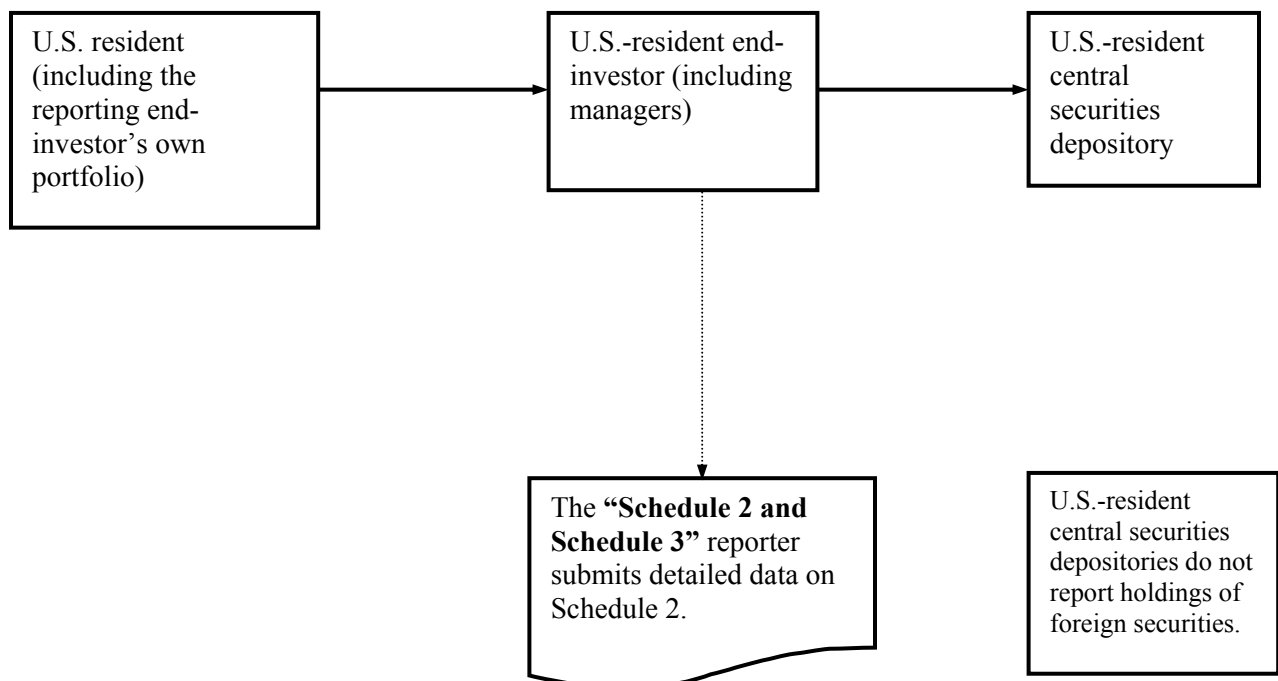 U.S. resident
(including the
reporting end-
investor’s own
portfolio)
U.S.-resident end-
investor (including
managers)
U.S.-resident
central
securities
depository
The “Schedule 2 and
Schedule 3” reporter
submits detailed data on
Schedule 2.
U.S.-resident
central securities
depositories do not
report holdings of
foreign securities.